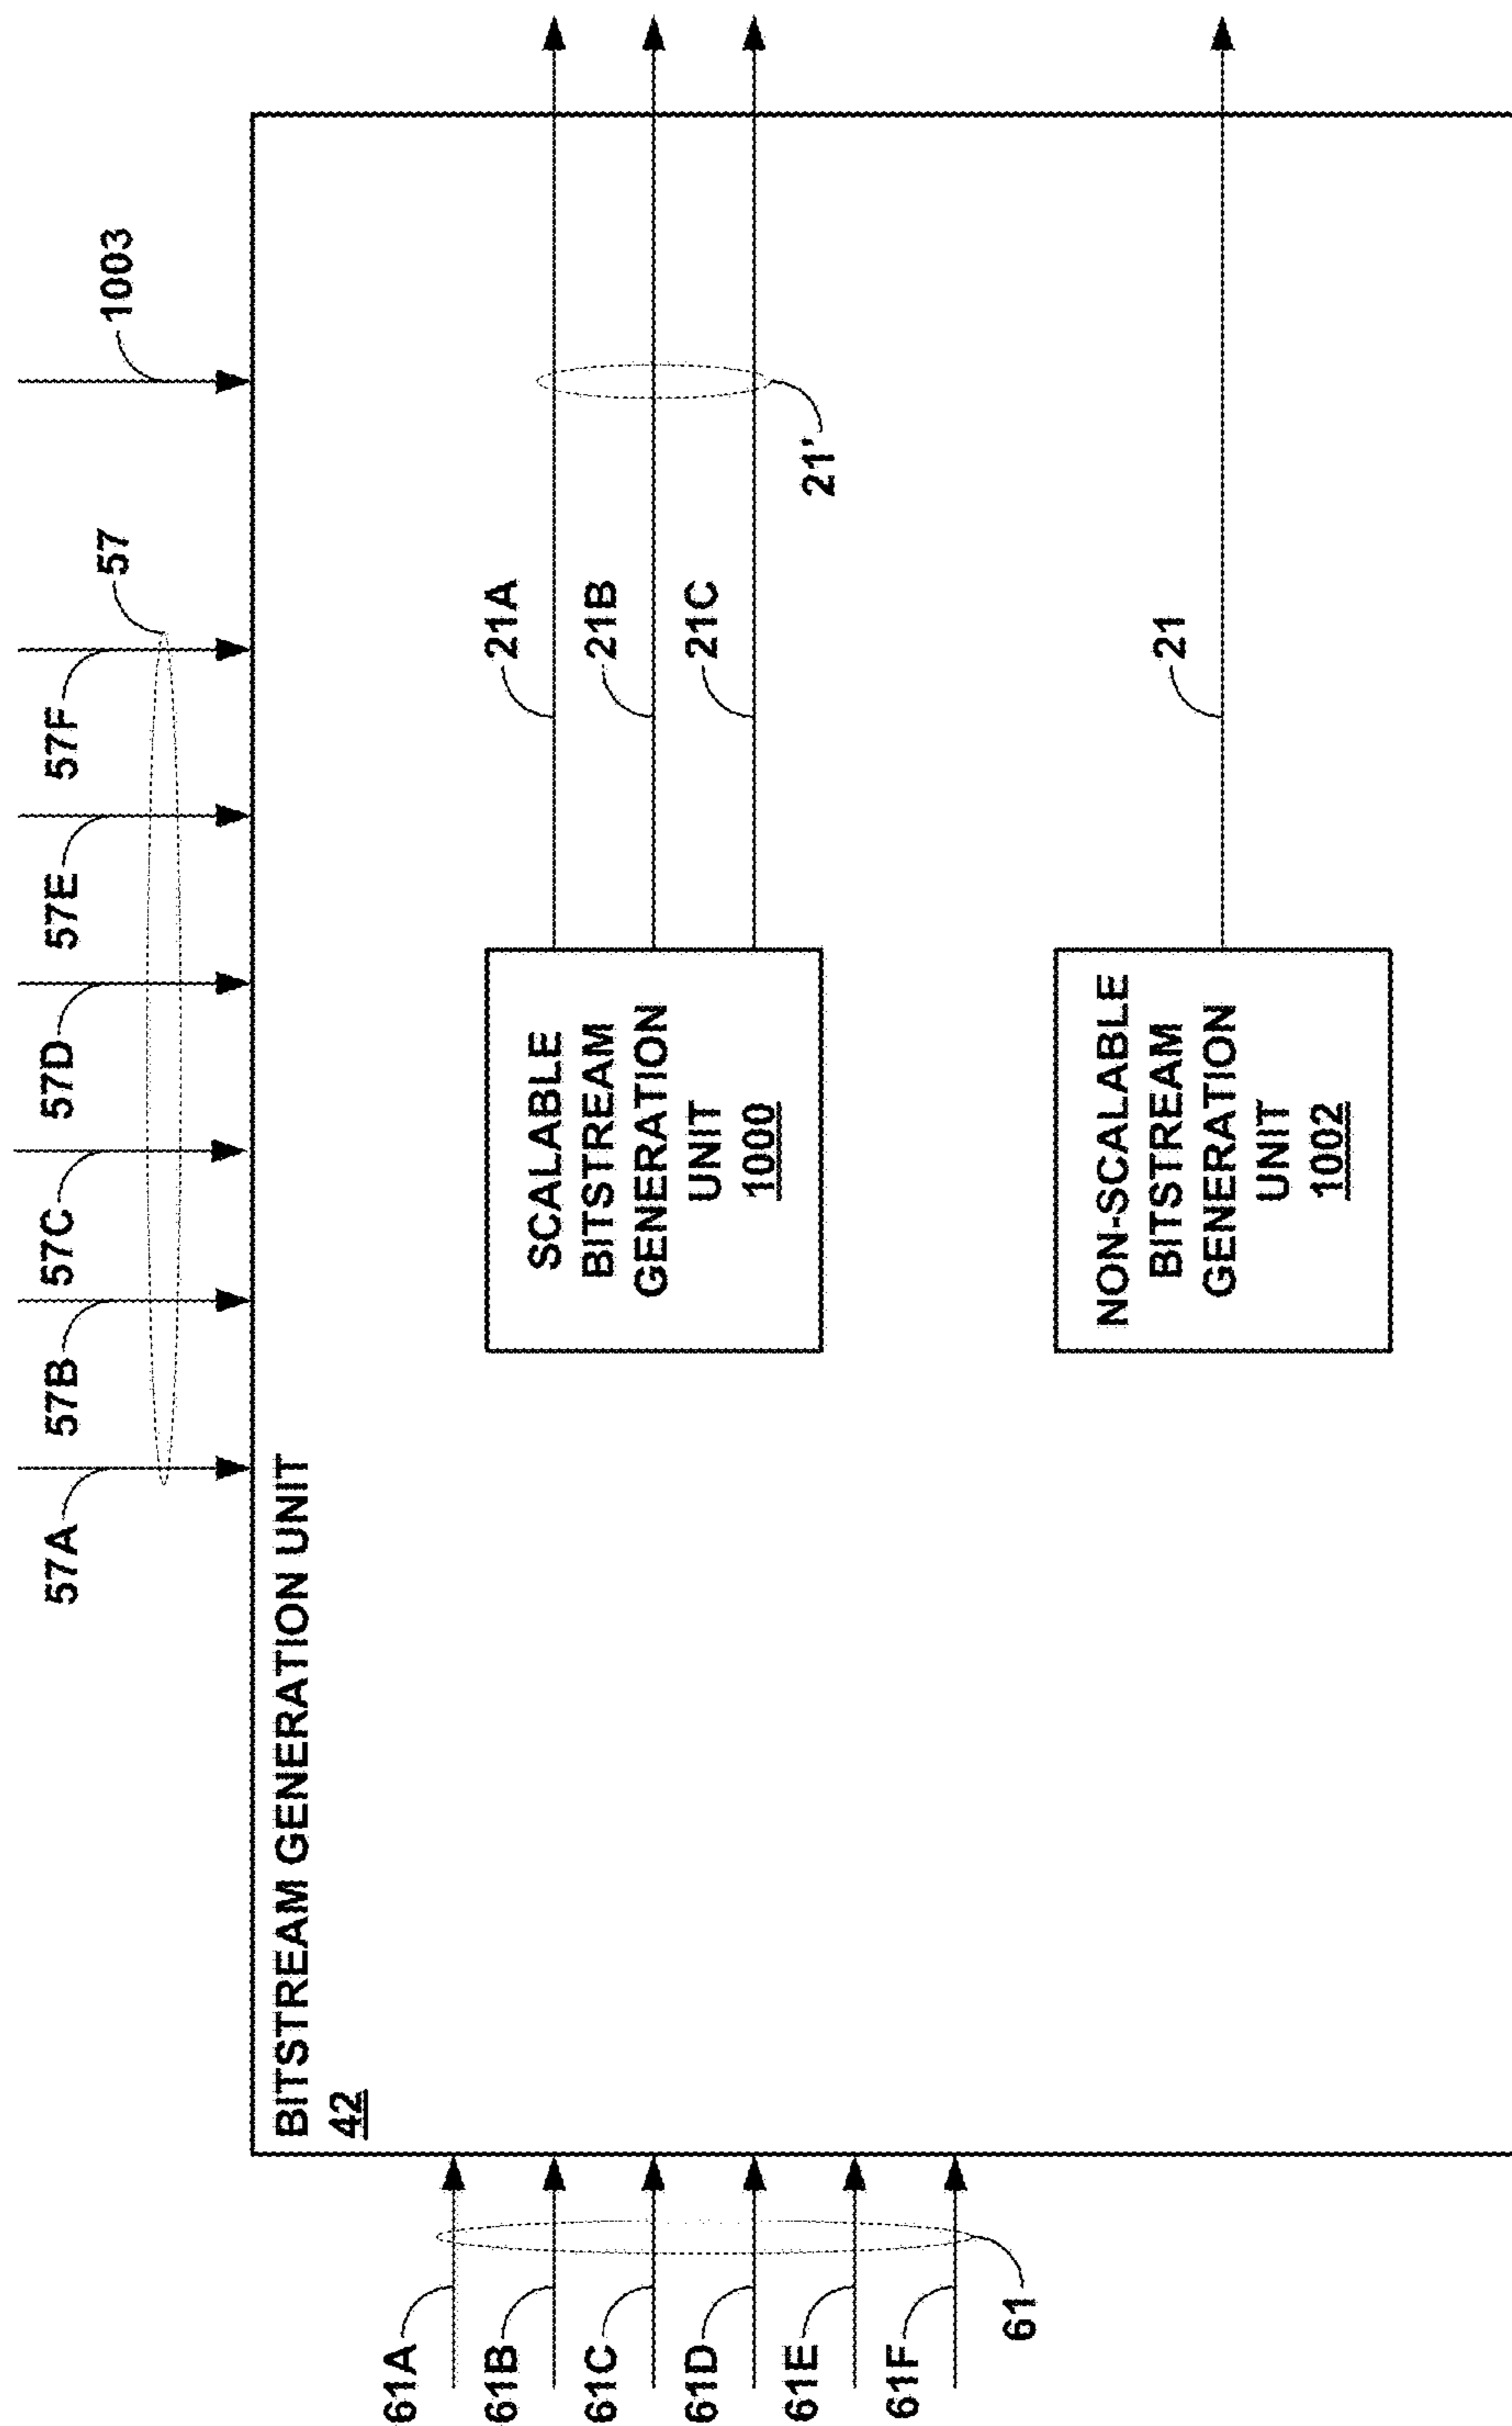 57A
57B
57C
57D
57E
57F
57
1003
BITSTREAM GENERATION UNIT
42
61A
61B
61C
61D
61E
61F
61
SCALABLE
BITSTREAM
GENERATION
UNIT
1000
21A
21B
21C
21'
NON-SCALABLE
BITSTREAM
GENERATION
UNIT
1002
21